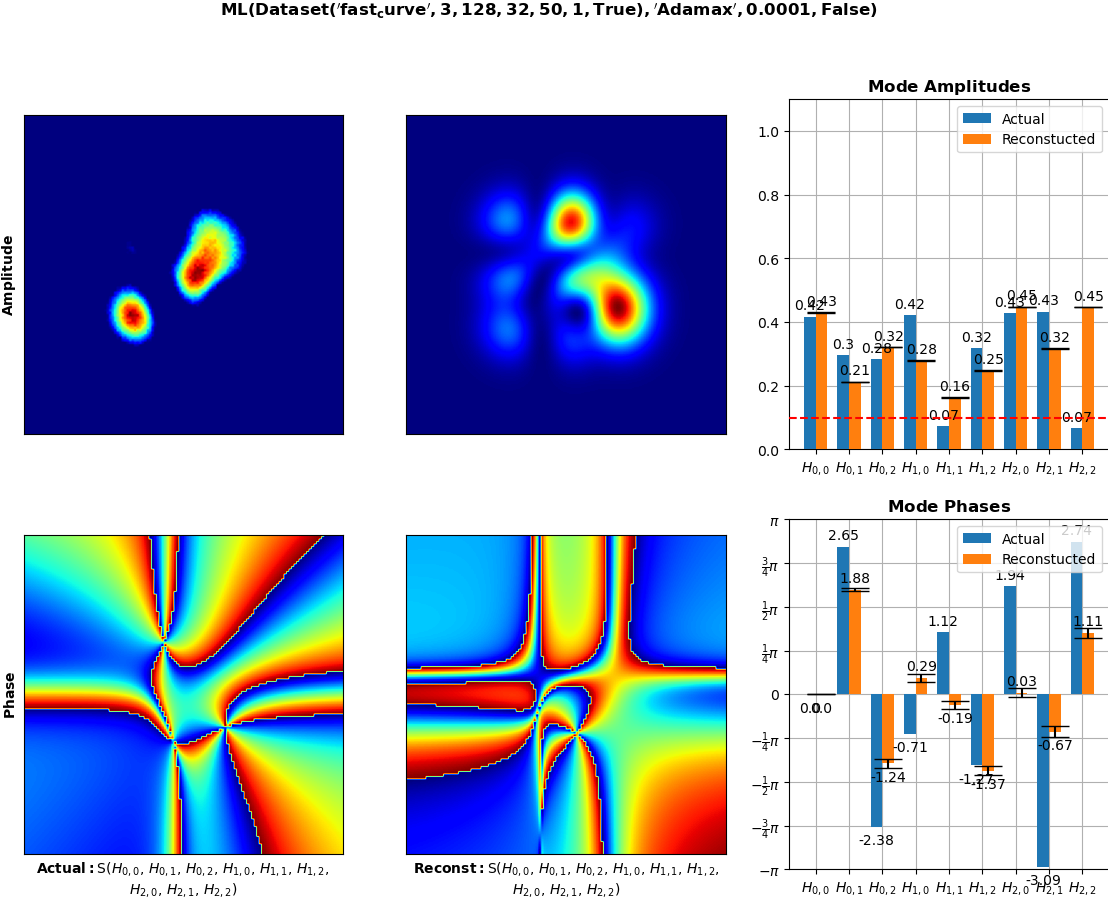 ML(Dataset('fast_curve', 3, 128, 32, 50, 1, True), 'Adamax', 0.0001, False)
Amplitude
Mode Amplitudes
Actual
Reconstucted
1.0
0.8
0.6
0.4
0.2
0.0
0.42
0.43
0.3
0.21
0.28
0.32
0.42
0.28
0.07
0.16
0.32
0.25
0.43
0.45
0.43
0.32
0.07
0.45
H0,0 H0,1 H0,2 H1,0 H1,1 H1,2 H2,0 H2,1 H2,2
Phase
Mode Phases
Actual
Reconstucted
π
3/4π
1/2π
1/4π
0
−1/4π
−1/2π
−3/4π
−π
0.0
0.0
2.65
1.88
-2.38
-1.24
-0.71
0.29
1.12
-0.19
-1.27
-1.37
1.94
0.03
-3.09
-0.67
2.74
1.11
H0,0 H0,1 H0,2 H1,0 H1,1 H1,2 H2,0 H2,1 H2,2
Actual: S(H0,0, H0,1, H0,2, H1,0, H1,1, H1,2,
H2,0, H2,1, H2,2)
Reconst: S(H0,0, H0,1, H0,2, H1,0, H1,1, H1,2,
H2,0, H2,1, H2,2)